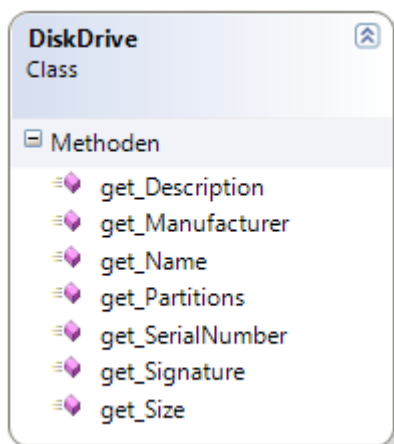 DiskDrive
Class
Methoden
get_Description
get_Manufacturer
get_Name
get_Partitions
get_SerialNumber
get_Signature
get_Size